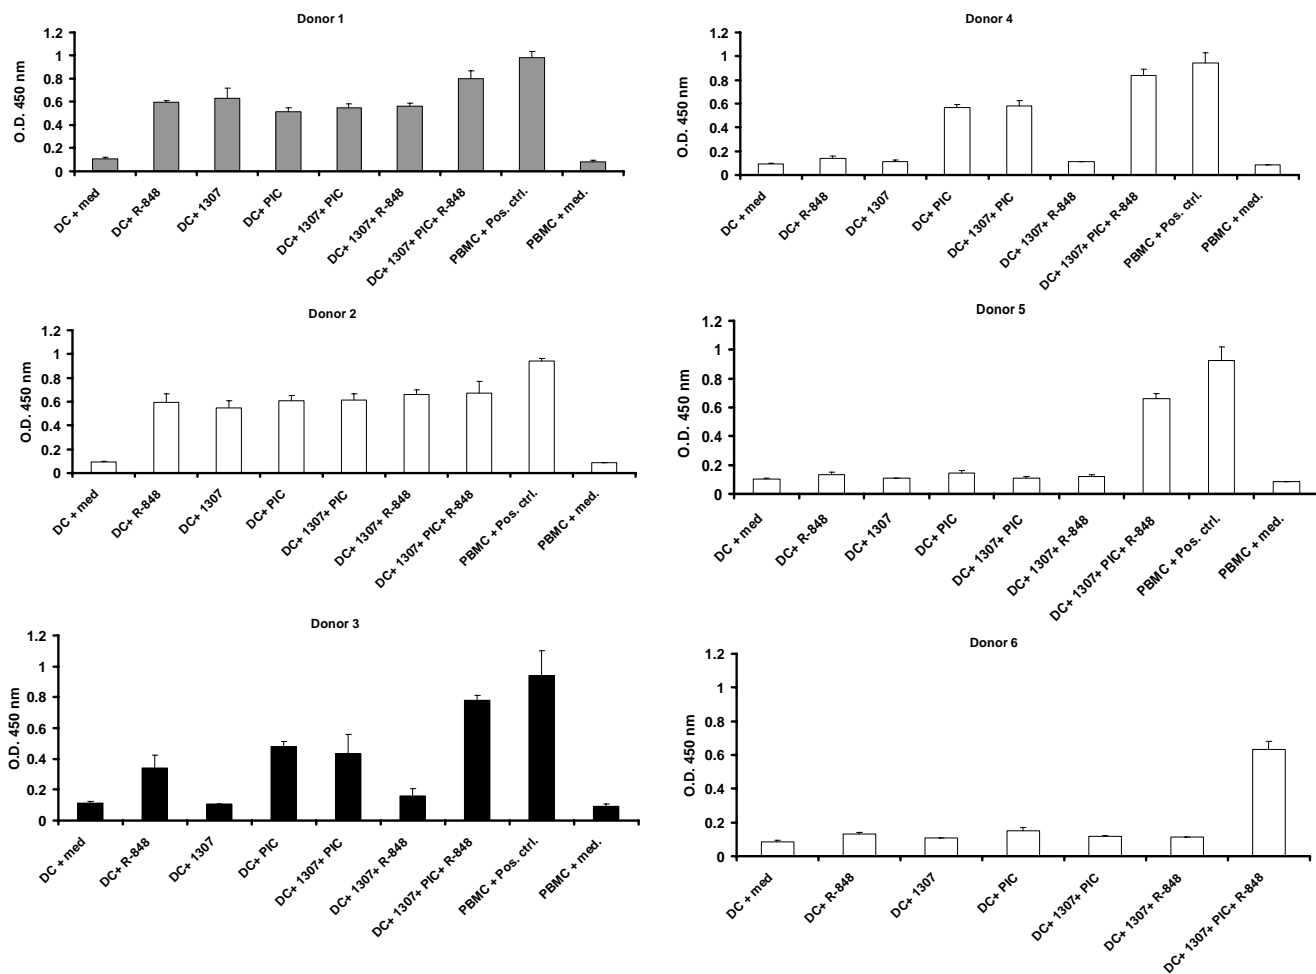 Donor 1
O.D. 450 nm
1.2
1
0.8
0.6
0.4
0.2
0
DC + med
DC+ R-848
DC+ 1307
DC+ PIC
DC+ 1307+ PIC
DC+ 1307+ R-848
DC+ 1307+ PIC+ R-848
PBMC + Pos. ctrl.
PBMC + med.
Donor 4
O.D. 450 nm
1.2
1
0.8
0.6
0.4
0.2
0
DC + med
DC+ R-848
DC+ 1307
DC+ PIC
DC+ 1307+ PIC
DC+ 1307+ R-848
DC+ 1307+ PIC+ R-848
PBMC + Pos. ctrl.
PBMC + med.
Donor 2
O.D. 450 nm
1.2
1
0.8
0.6
0.4
0.2
0
DC + med
DC+ R-848
DC+ 1307
DC+ PIC
DC+ 1307+ PIC
DC+ 1307+ R-848
DC+ 1307+ PIC+ R-848
PBMC + Pos. ctrl.
PBMC + med.
Donor 5
O.D. 450 nm
1.2
1
0.8
0.6
0.4
0.2
0
DC + med
DC+ R-848
DC+ 1307
DC+ PIC
DC+ 1307+ PIC
DC+ 1307+ R-848
DC+ 1307+ PIC+ R-848
PBMC + Pos. ctrl.
PBMC + med.
Donor 3
O.D. 450 nm
1.2
1
0.8
0.6
0.4
0.2
0
DC + med
DC+ R-848
DC+ 1307
DC+ PIC
DC+ 1307+ PIC
DC+ 1307+ R-848
DC+ 1307+ PIC+ R-848
PBMC + Pos. ctrl.
PBMC + med.
Donor 6
O.D. 450 nm
1.2
1
0.8
0.6
0.4
0.2
0
DC + med
DC+ R-848
DC+ 1307
DC+ PIC
DC+ 1307+ PIC
DC+ 1307+ R-848
DC+ 1307+ PIC+ R-848